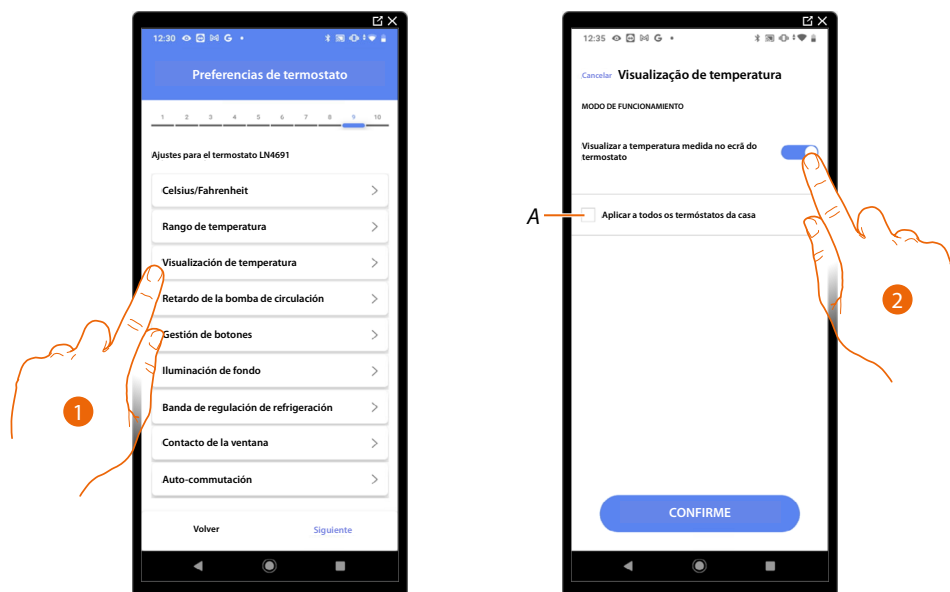 12:30 G •
Preferencias de termostato
1 2 3 4 5 6 7 8 9 10
Ajustes para el termostato LN4691
Celsius/Fahrenheit
Rango de temperatura
Visualización de temperatura
Retardo de la bomba de circulación
Gestión de botones
Iluminación de fondo
Banda de regulación de refrigeración
Contacto de la ventana
Auto-commutación
Volver Siguiente
1
12:35 G •
Cancelar Visualização de temperatura
MODO DE FUNCIONAMIENTO
Visualizar a temperatura medida no ecrã do
termostato
A
Aplicar a todos os termóstatos da casa
2
CONFIRME